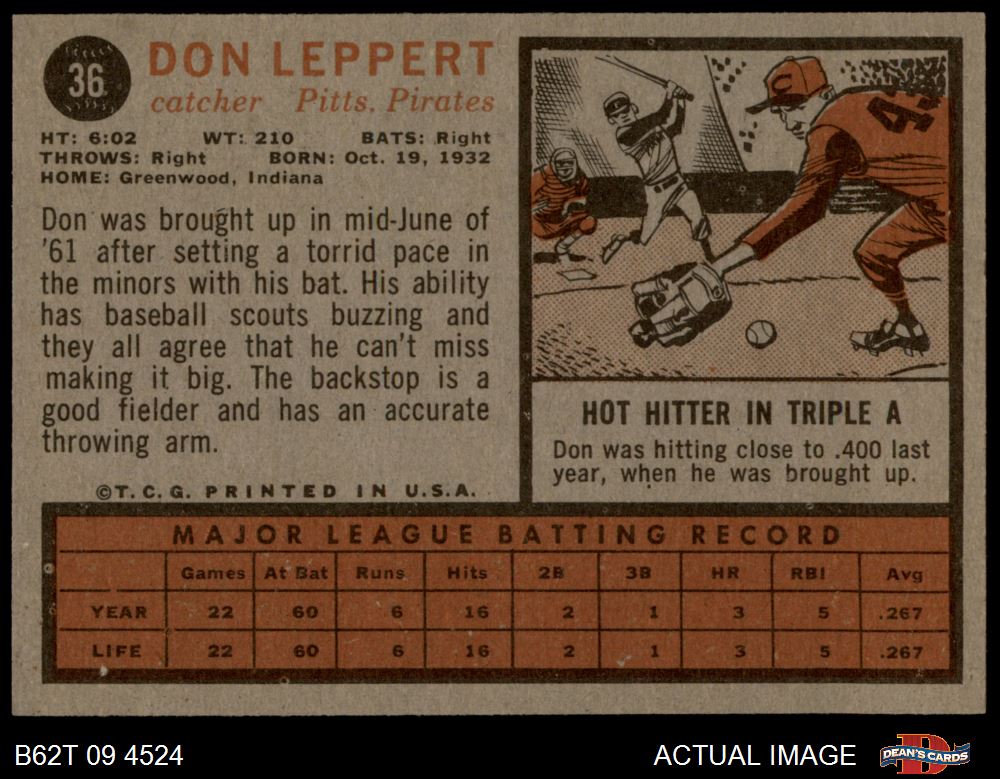 36
DON LEPPERT
catcher Pitts. Pirates
HT: 6:02 WT: 210 BATS: Right
THROWS: Right BORN: Oct. 19, 1932
HOME: Greenwood, Indiana
Don was brought up in mid-June of
'61 after setting a torrid pace in
the minors with his bat. His ability
has baseball scouts buzzing and
they all agree that he can't miss
making it big. The backstop is a
good fielder and has an accurate
throwing arm.
©T.C.G. PRINTED IN U.S.A.
C
HOT HITTER IN TRIPLE A
Don was hitting close to .400 last
year, when he was brought up.
MAJOR LEAGUE BATTING RECORD
Games At Bat Runs Hits 2B 3B HR RBI Avg
YEAR 22 60 6 16 2 1 3 5 .267
LIFE 22 60 6 16 2 1 3 5 .267
B62T 09 4524 ACTUAL IMAGE DEAN'S CARDS